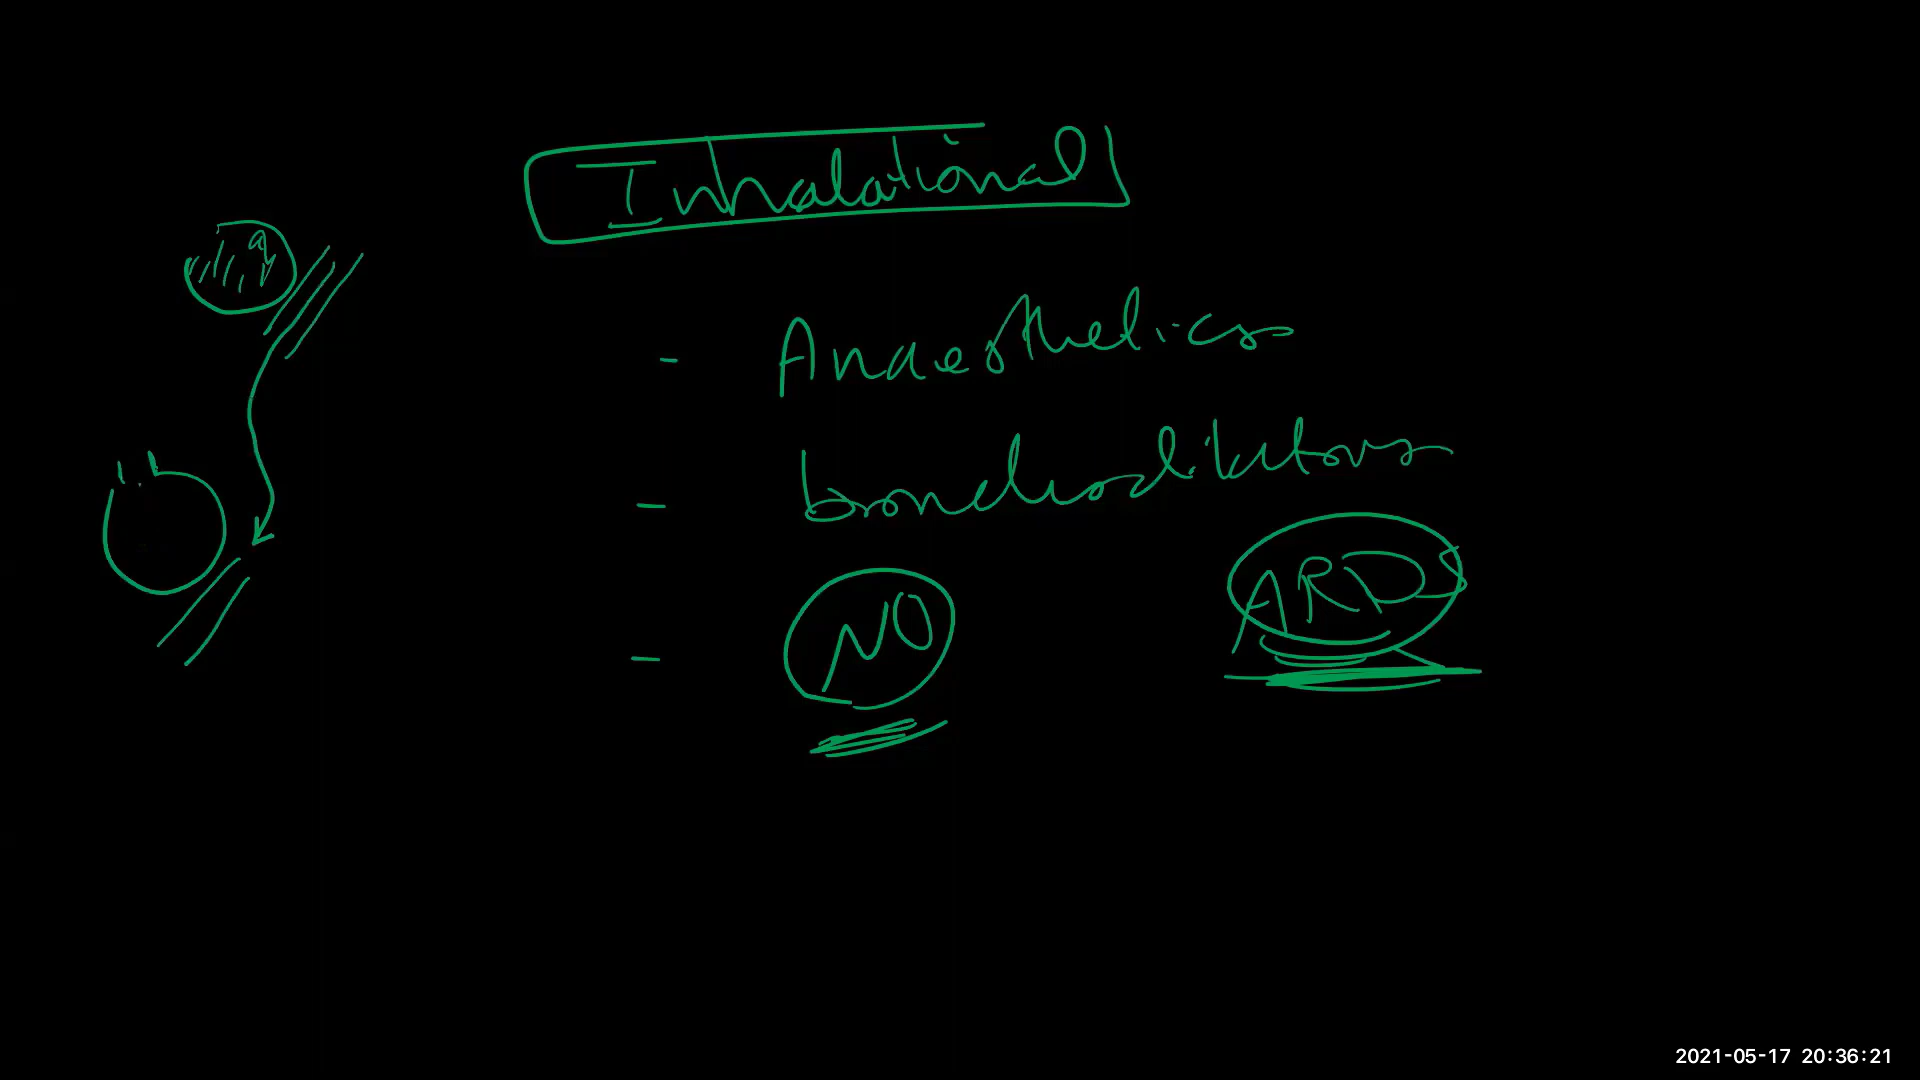 Inhalational
- Anaesthetics
- bronchodilators
- NO ARDS
2021-05-17 20:36:21